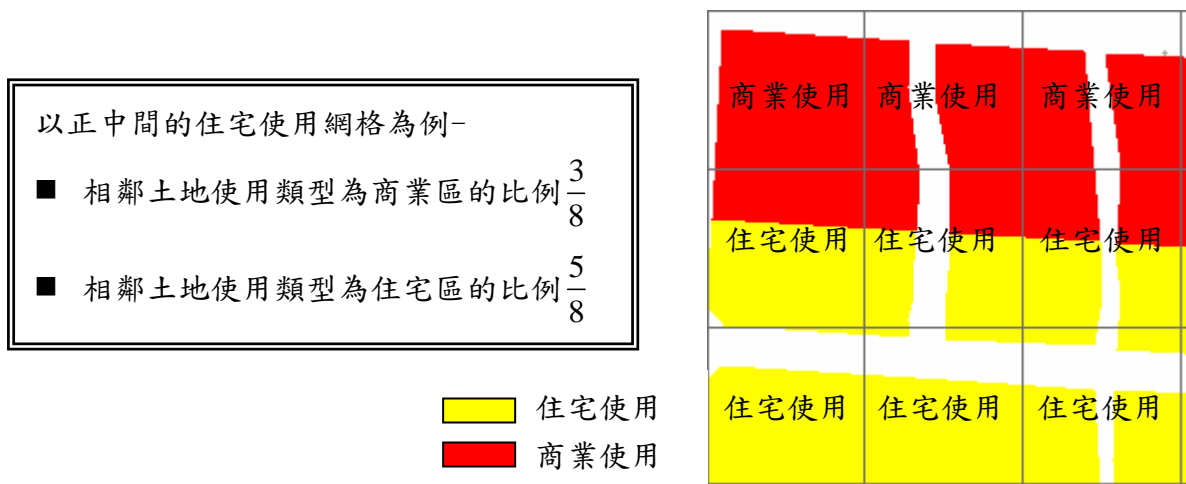 以正中間的住宅使用網格為例-
■ 相鄰土地使用類型為商業區的比例 3/8
■ 相鄰土地使用類型為住宅區的比例 5/8
住宅使用
商業使用
商業使用 商業使用 商業使用
住宅使用 住宅使用 住宅使用
住宅使用 住宅使用 住宅使用